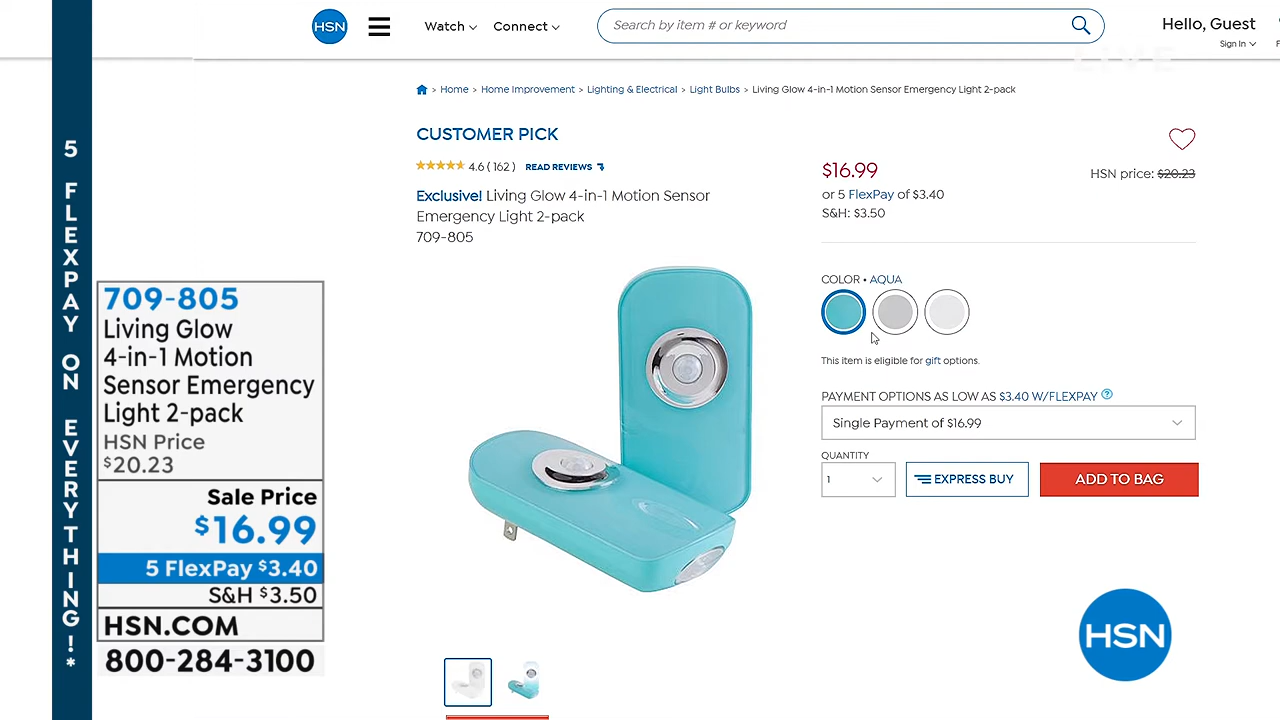 HSN
Watch
Connect
Search by item # or keyword
Hello, Guest
Sign In
F
LIVE
> Home > Home Improvement > Lighting & Electrical > Light Bulbs > Living Glow 4-in-1 Motion Sensor Emergency Light 2-pack
CUSTOMER PICK
4.6 ( 162 ) READ REVIEWS
Exclusive! Living Glow 4-in-1 Motion Sensor
Emergency Light 2-pack
709-805
$16.99
HSN price: $20.23
or 5 FlexPay of $3.40
S&H: $3.50
COLOR • AQUA
This item is eligible for gift options.
PAYMENT OPTIONS AS LOW AS $3.40 W/FLEXPAY ?
Single Payment of $16.99
QUANTITY
1
EXPRESS BUY
ADD TO BAG
5 FLEXPAY ON EVERYTHING!*
709-805
Living Glow
4-in-1 Motion
Sensor Emergency
Light 2-pack
HSN Price
$20.23
Sale Price
$16.99
5 FlexPay $3.40
S&H $3.50
HSN.COM
800-284-3100
HSN